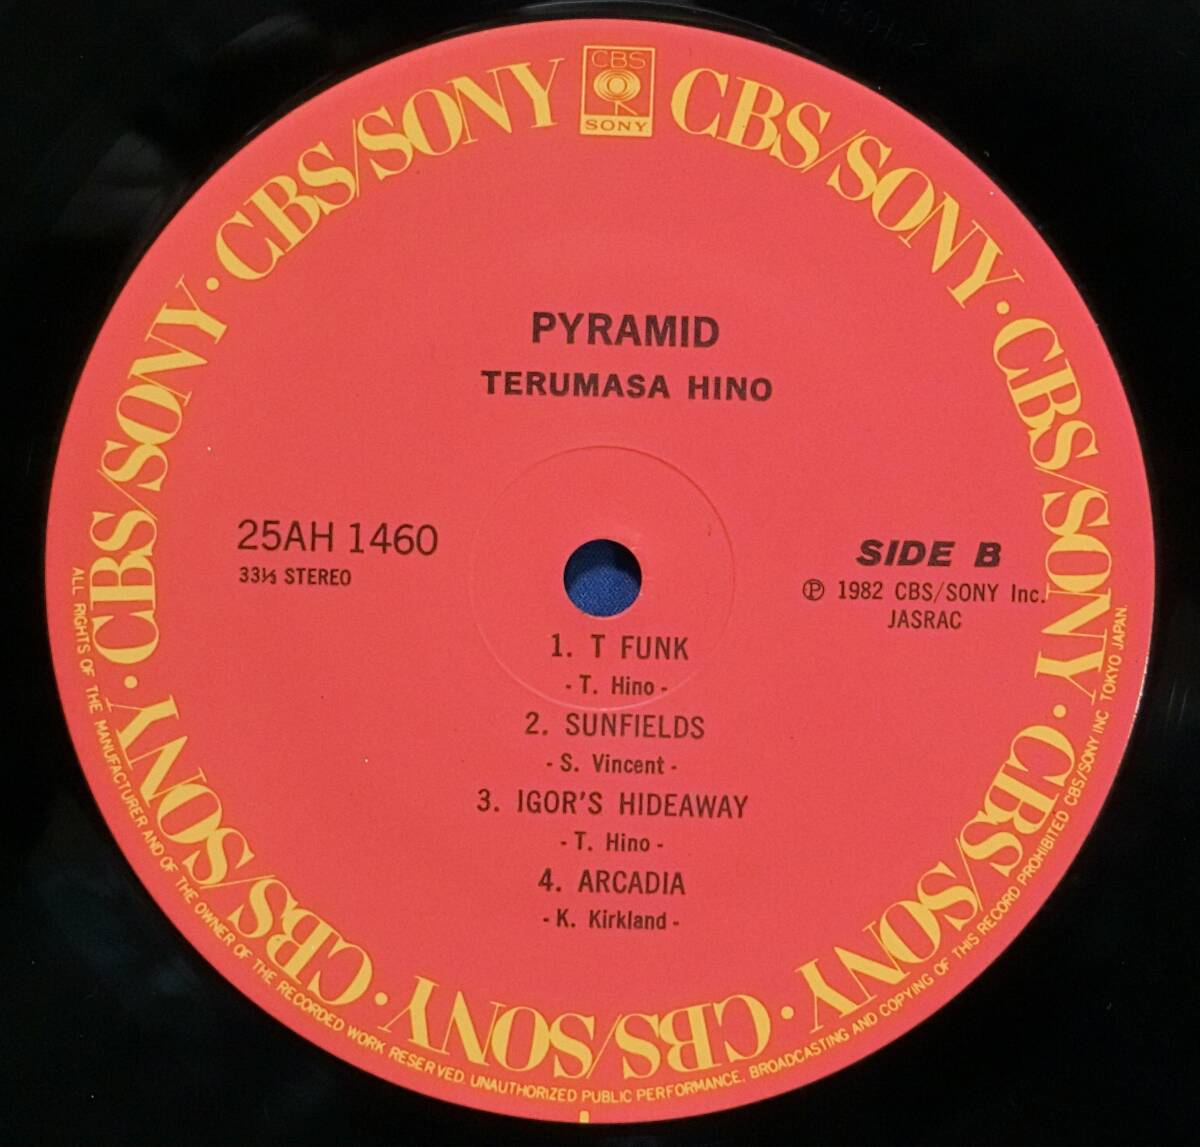 CBS
SONY
CBS/SONY · CBS/SONY · CBS/SONY · CBS/SONY · CBS/SONY · CBS/SONY · CBS/SONY · CBS/SONY
PYRAMID
TERUMASA HINO
25AH 1460
33⅓ STEREO
SIDE B
Ⓟ 1982 CBS/SONY Inc.
JASRAC
1. T FUNK
- T. Hino -
2. SUNFIELDS
- S. Vincent -
3. IGOR'S HIDEAWAY
- T. Hino -
4. ARCADIA
- K. Kirkland -
ALL RIGHTS OF THE MANUFACTURER AND OF THE OWNER OF THE RECORDED WORK RESERVED. UNAUTHORIZED PUBLIC PERFORMANCE, BROADCASTING AND COPYING OF THIS RECORD PROHIBITED CBS/SONY INC TOKYO JAPAN.